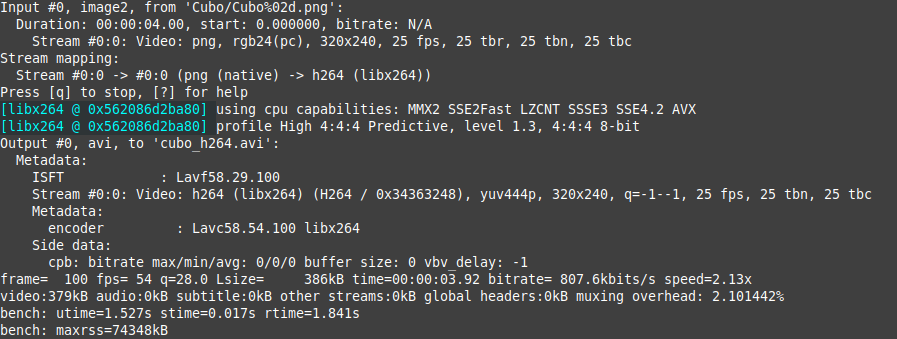 Input #0, image2, from 'Cubo/Cubo%02d.png':
  Duration: 00:00:04.00, start: 0.000000, bitrate: N/A
    Stream #0:0: Video: png, rgb24(pc), 320x240, 25 fps, 25 tbr, 25 tbn, 25 tbc
Stream mapping:
  Stream #0:0 -> #0:0 (png (native) -> h264 (libx264))
Press [q] to stop, [?] for help
[libx264 @ 0x562086d2ba80] using cpu capabilities: MMX2 SSE2Fast LZCNT SSSE3 SSE4.2 AVX
[libx264 @ 0x562086d2ba80] profile High 4:4:4 Predictive, level 1.3, 4:4:4 8-bit
Output #0, avi, to 'cubo_h264.avi':
  Metadata:
    ISFT            : Lavf58.29.100
    Stream #0:0: Video: h264 (libx264) (H264 / 0x34363248), yuv444p, 320x240, q=-1--1, 25 fps, 25 tbn, 25 tbc
    Metadata:
      encoder         : Lavc58.54.100 libx264
    Side data:
      cpb: bitrate max/min/avg: 0/0/0 buffer size: 0 vbv_delay: -1
frame=  100 fps= 54 q=28.0 Lsize=     386kB time=00:00:03.92 bitrate= 807.6kbits/s speed=2.13x
video:379kB audio:0kB subtitle:0kB other streams:0kB global headers:0kB muxing overhead: 2.101442%
bench: utime=1.527s stime=0.017s rtime=1.841s
bench: maxrss=74348kB